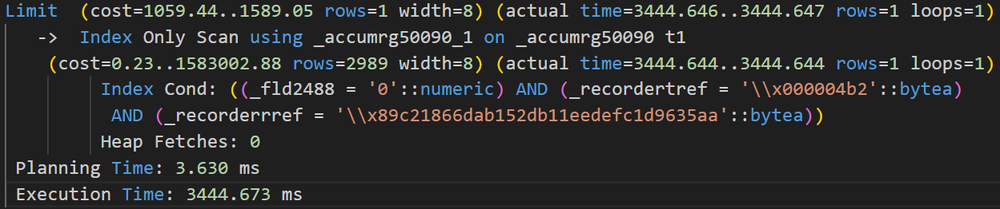 Limit  (cost=1059.44..1589.05 rows=1 width=8) (actual time=3444.646..3444.647 rows=1 loops=1)
   ->  Index Only Scan using _accumrg50090_1 on _accumrg50090 t1
    (cost=0.23..1583002.88 rows=2989 width=8) (actual time=3444.644..3444.644 rows=1 loops=1)
         Index Cond: ((_fld2488 = '0'::numeric) AND (_recordertref = '\\x000004b2'::bytea)
          AND (_recorderrref = '\\x89c21866dab152db11eedefc1d9635aa'::bytea))
         Heap Fetches: 0
 Planning Time: 3.630 ms
 Execution Time: 3444.673 ms